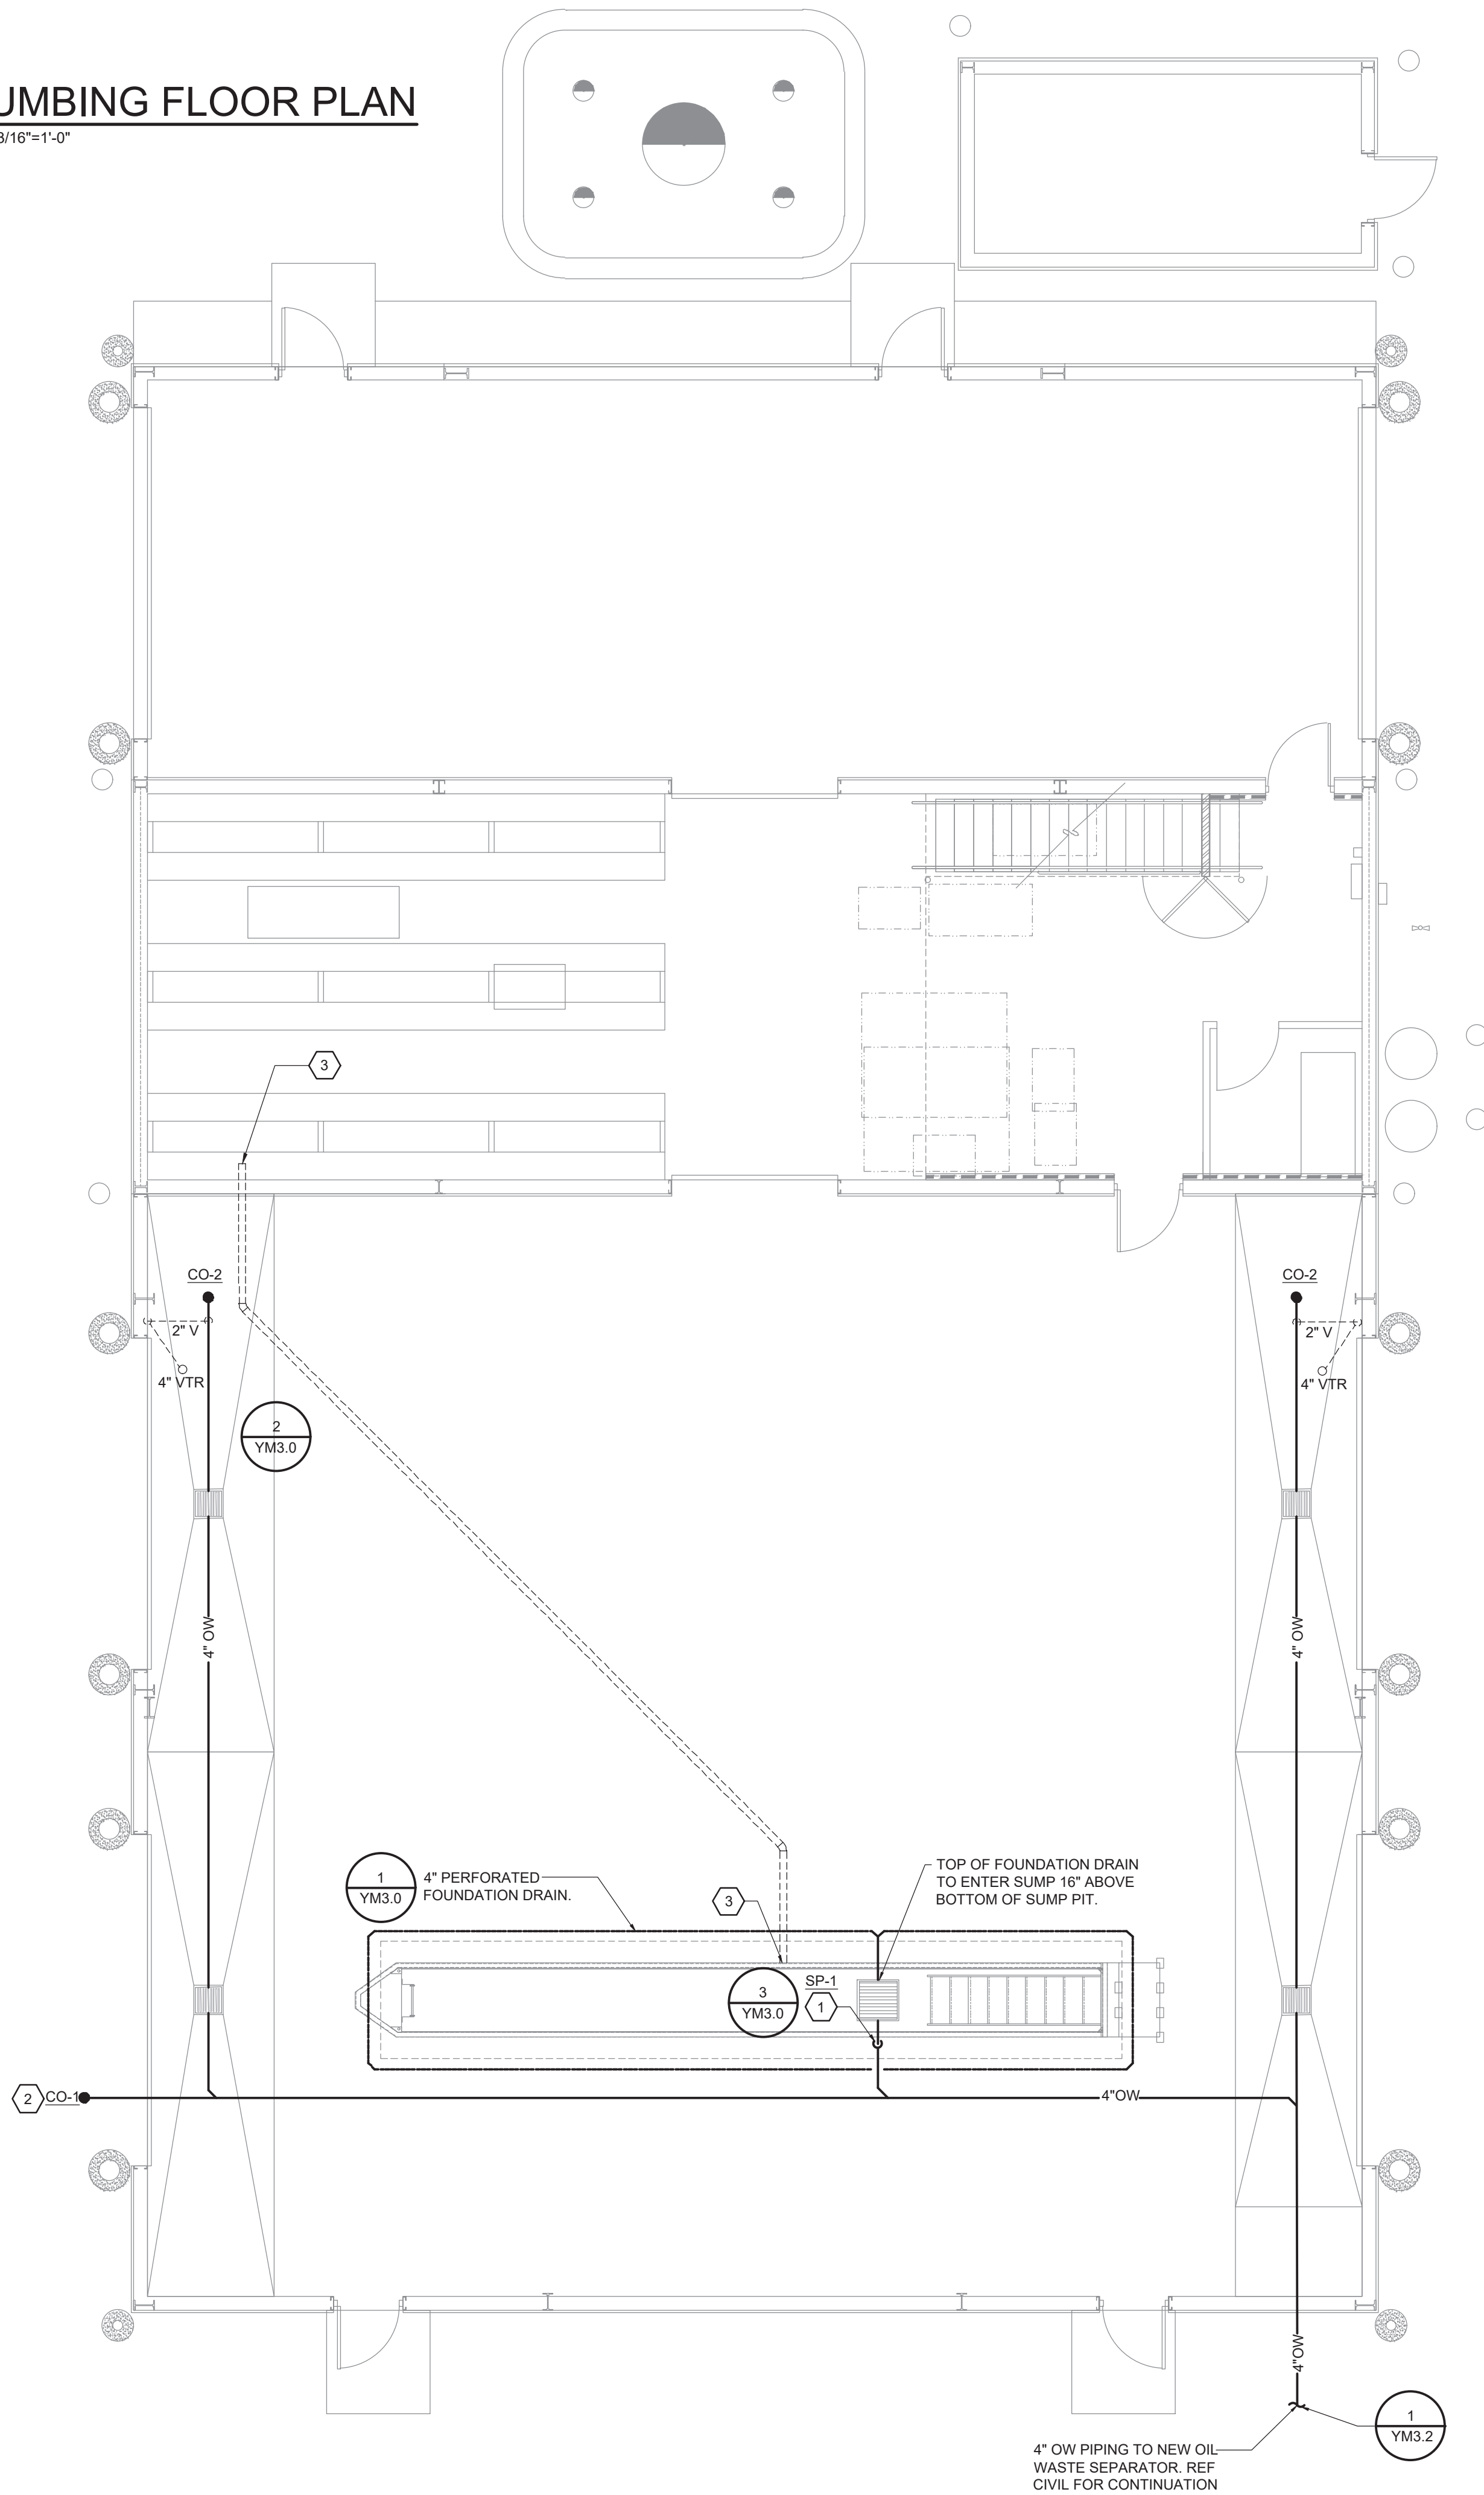 UMBING FLOOR PLAN
3/16"=1'-0"
3
CO-2
CO-2
2" V
2" V
4" VTR
4" VTR
2
YM3.0
4" OW
4" OW
1
YM3.0
4" PERFORATED
FOUNDATION DRAIN.
3
TOP OF FOUNDATION DRAIN
TO ENTER SUMP 16" ABOVE
BOTTOM OF SUMP PIT.
3
YM3.0
SP-1
1
2
CO-1
4"OW
4"OW
1
YM3.2
4" OW PIPING TO NEW OIL
WASTE SEPARATOR. REF
CIVIL FOR CONTINUATION